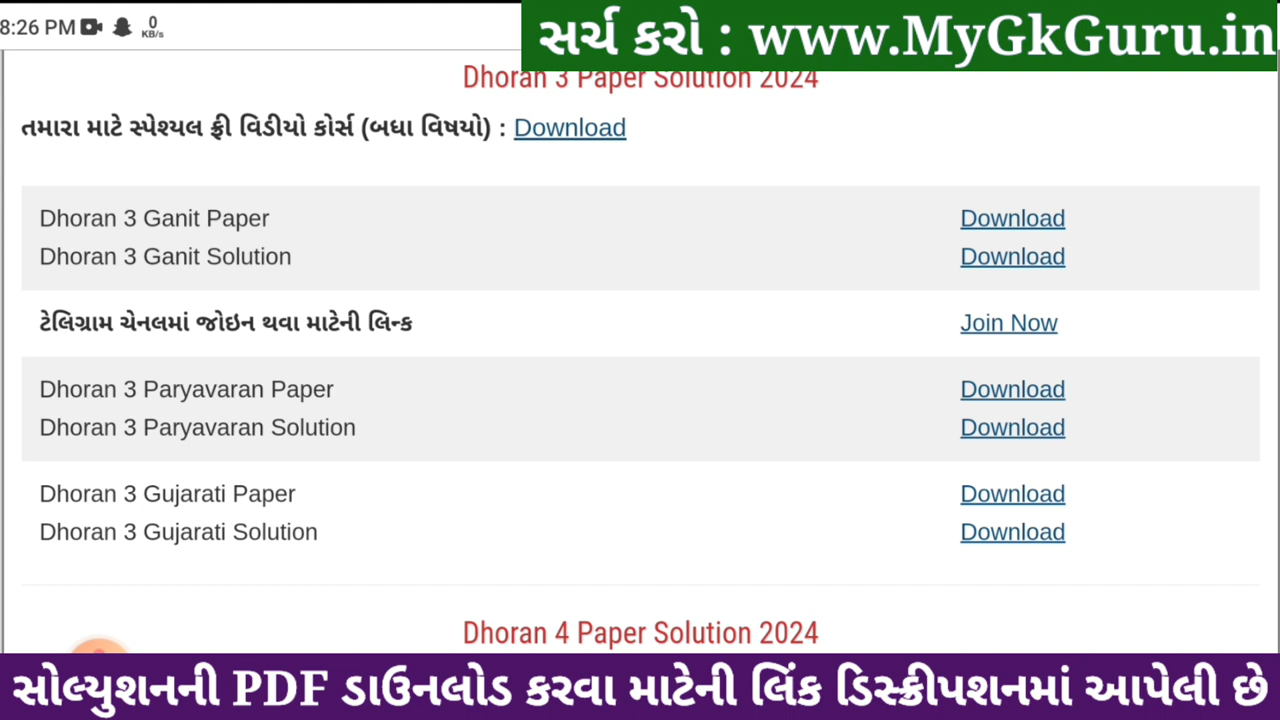 8:26 PM
0
KB/s
સર્ચ કરો : www.MyGkGuru.in
Dhoran 3 Paper Solution 2024
તમારા માટે સ્પેશ્યલ ફ્રી વિડીયો કોર્સ (બધા વિષયો) : Download
Dhoran 3 Ganit Paper Download
Dhoran 3 Ganit Solution Download
ટેલિગ્રામ ચેનલમાં જોઇન થવા માટેની લિન્ક Join Now
Dhoran 3 Paryavaran Paper Download
Dhoran 3 Paryavaran Solution Download
Dhoran 3 Gujarati Paper Download
Dhoran 3 Gujarati Solution Download
Dhoran 4 Paper Solution 2024
સોલ્યુશનની PDF ડાઉનલોડ કરવા માટેની લિંક ડિસ્ક્રીપશનમાં આપેલી છે